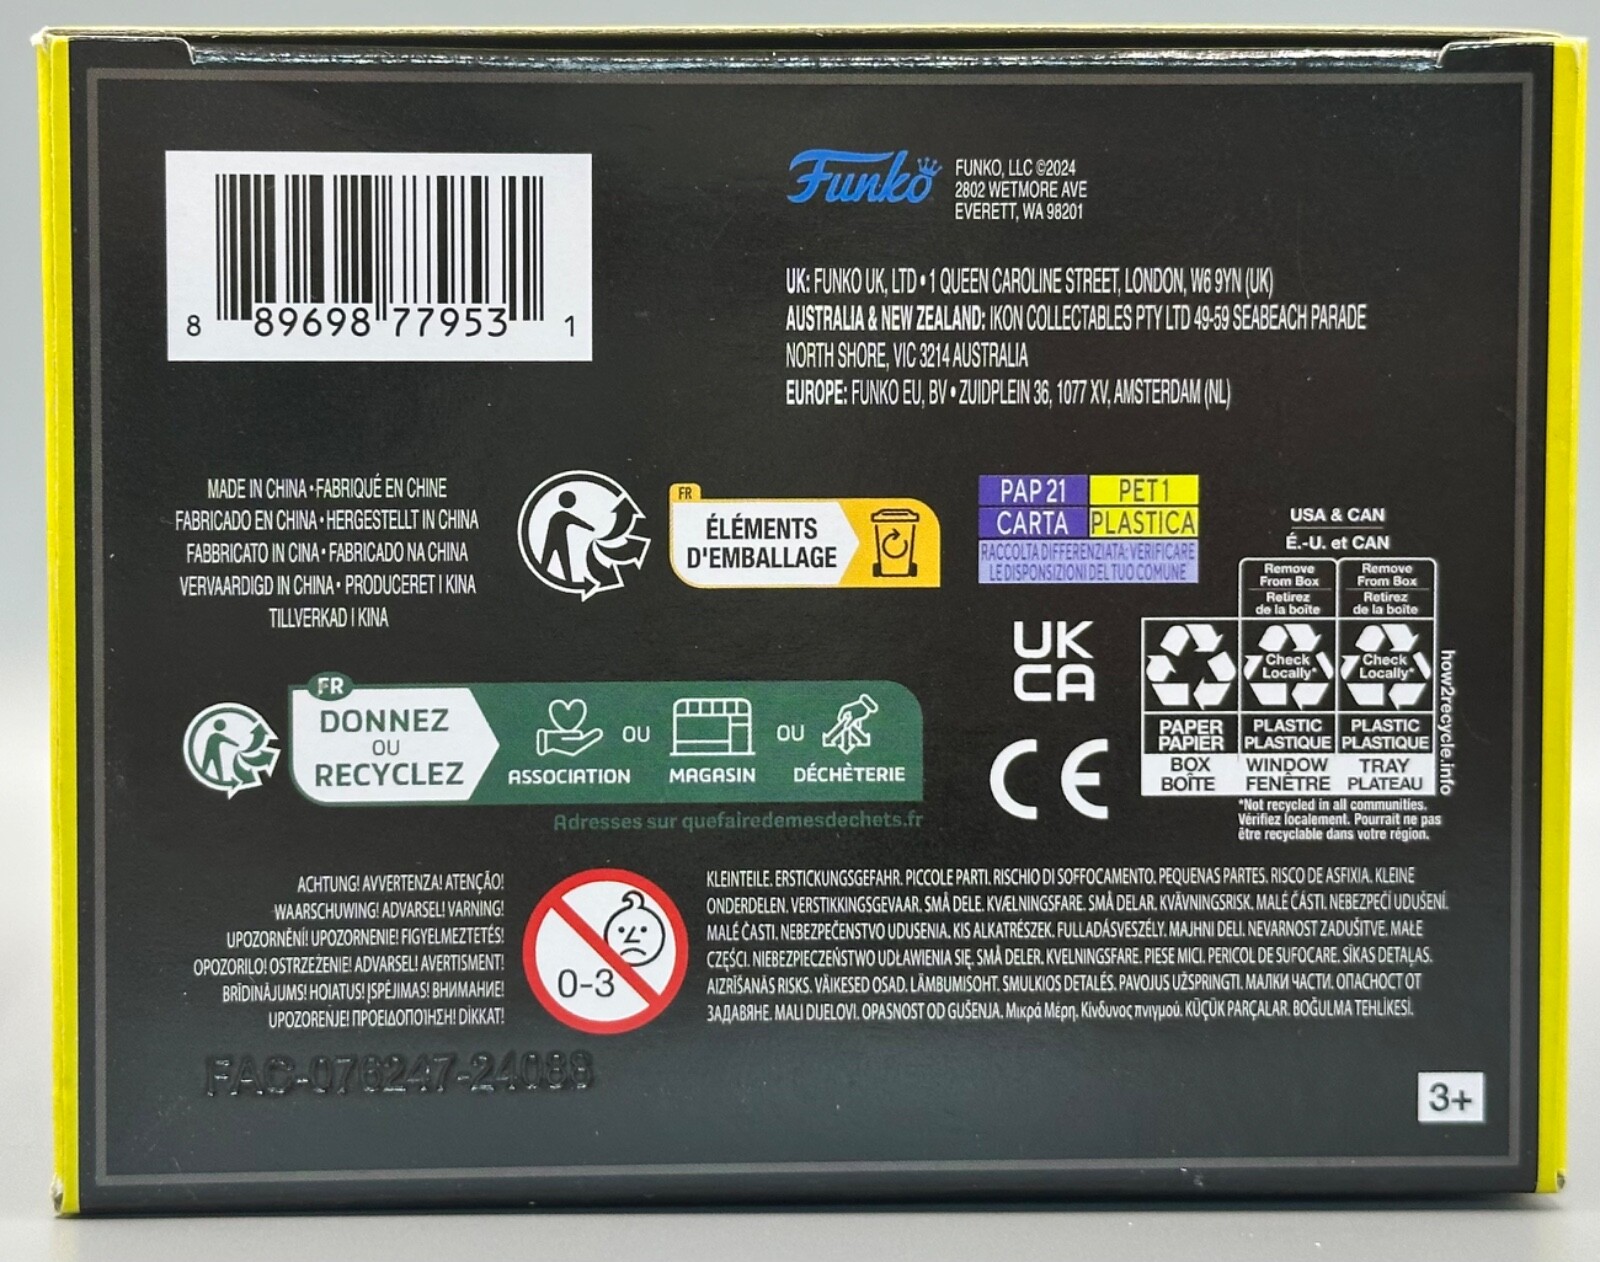 8 89698 77953 1
Funko
FUNKO, LLC ©2024
2802 WETMORE AVE
EVERETT, WA 98201
UK: FUNKO UK, LTD • 1 QUEEN CAROLINE STREET, LONDON, W6 9YN (UK)
AUSTRALIA & NEW ZEALAND: IKON COLLECTABLES PTY LTD 49-59 SEABEACH PARADE
NORTH SHORE, VIC 3214 AUSTRALIA
EUROPE: FUNKO EU, BV • ZUIDPLEIN 36, 1077 XV, AMSTERDAM (NL)
MADE IN CHINA • FABRIQUÉ EN CHINE
FABRICADO EN CHINA • HERGESTELLT IN CHINA
FABBRICATO IN CINA • FABRICADO NA CHINA
VERVAARDIGD IN CHINA • PRODUCERET I KINA
TILLVERKAD I KINA
FR
ÉLÉMENTS
D'EMBALLAGE
PAP 21 PET 1
CARTA PLASTICA
RACCOLTA DIFFERENZIATA: VERIFICARE
LE DISPOSIZIONI DEL TUO COMUNE
USA & CAN
É.-U. et CAN
Remove Remove
From Box From Box
Retirez Retirez
de la boîte de la boîte
Check Check
Locally* Locally*
PAPER PLASTIC PLASTIC
PAPIER PLASTIQUE PLASTIQUE
BOX WINDOW TRAY
BOÎTE FENÊTRE PLATEAU
how2recycle.info
*Not recycled in all communities.
Vérifiez localement. Pourrait ne pas
être recyclable dans votre région.
UK
CA
CE
FR
DONNEZ
OU
RECYCLEZ
ASSOCIATION OU MAGASIN OU DÉCHÈTERIE
Adresses sur quefairedemesdechets.fr
ACHTUNG! AVVERTENZA! ATENÇÃO!
WAARSCHUWING! ADVARSEL! VARNING!
UPOZORNĚNÍ! UPOZORNENIE! FIGYELMEZTETÉS!
OPOZORILO! OSTRZEŻENIE! ADVARSEL! AVERTISMENT!
BRĪDINĀJUMS! HOIATUS! ĮSPĖJIMAS! ВНИМАНИЕ!
UPOZORENJE! ΠΡΟΕΙΔΟΠΟΙΗΣΗ! DİKKAT!
0-3
KLEINTEILE. ERSTICKUNGSGEFAHR. PICCOLE PARTI. RISCHIO DI SOFFOCAMENTO. PEQUENAS PARTES. RISCO DE ASFIXIA. KLEINE
ONDERDELEN. VERSTIKKINGSGEVAAR. SMÅ DELE. KVÆLNINGSFARE. SMÅ DELAR. KVÄVNINGSRISK. MALÉ ČÁSTI. NEBEZPEČÍ UDUŠENÍ.
MALÉ ČASTI. NEBEZPEČENSTVO UDUSENIA. KIS ALKATRÉSZEK. FULLADÁSVESZÉLY. MAJHNI DELI. NEVARNOST ZADUŠITVE. MAŁE
CZĘŚCI. NIEBEZPIECZEŃSTWO UDŁAWIENIA SIĘ. SMÅ DELER. KVELNINGSFARE. PIESE MICI. PERICOL DE SUFOCARE. SĪKAS DETAĻAS.
AIZRĪŠANĀS RISKS. VÄIKESED OSAD. LÄMBUMISOHT. SMULKIOS DETALĖS. PAVOJUS UŽSPRINGTI. МАЛКИ ЧАСТИ. ОПАСНОСТ ОТ
ЗАДАВЯНЕ. MALI DIJELOVI. OPASNOST OD GUŠENJA. Μικρά Μέρη. Κίνδυνος πνιγμού. KÜÇÜK PARÇALAR. BOĞULMA TEHLİKESİ.
FAC-076247-24088
3+